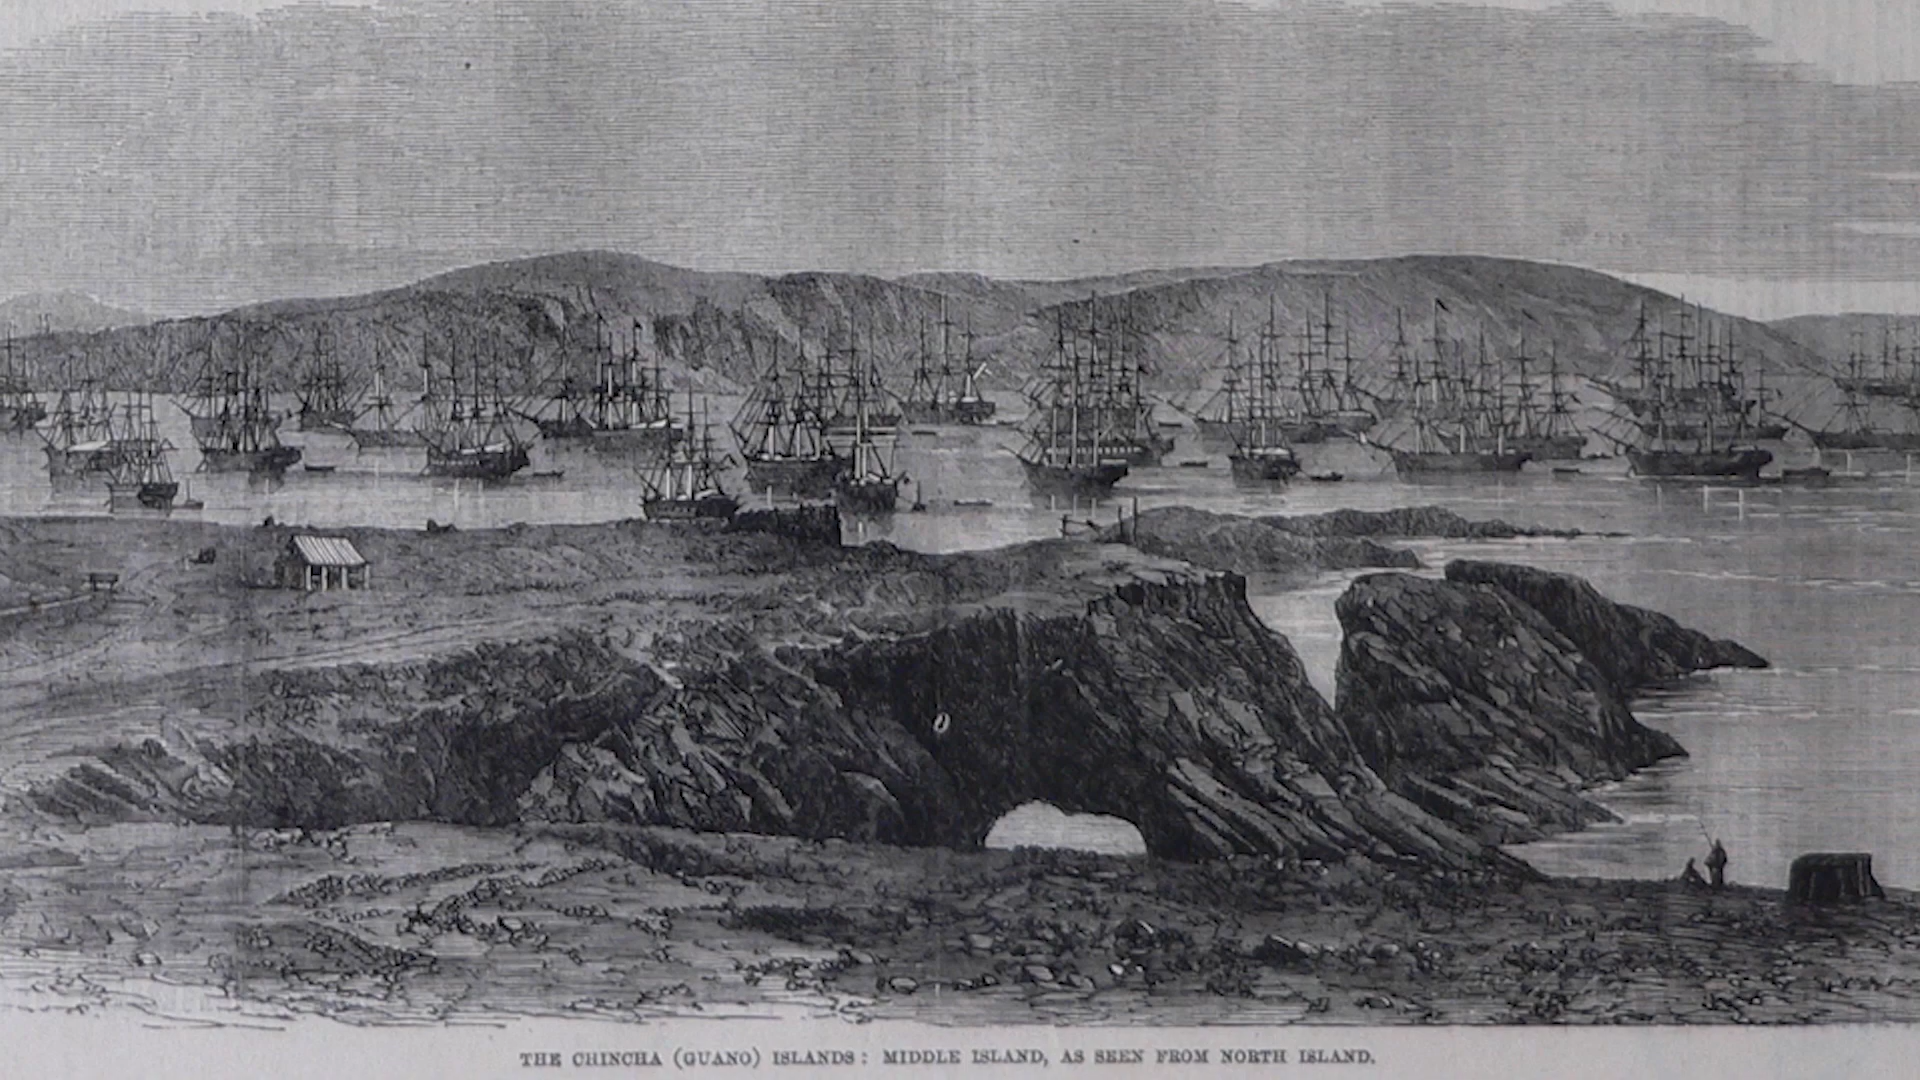 THE CHINCHA (GUANO) ISLANDS: MIDDLE ISLAND, AS SEEN FROM NORTH ISLAND.